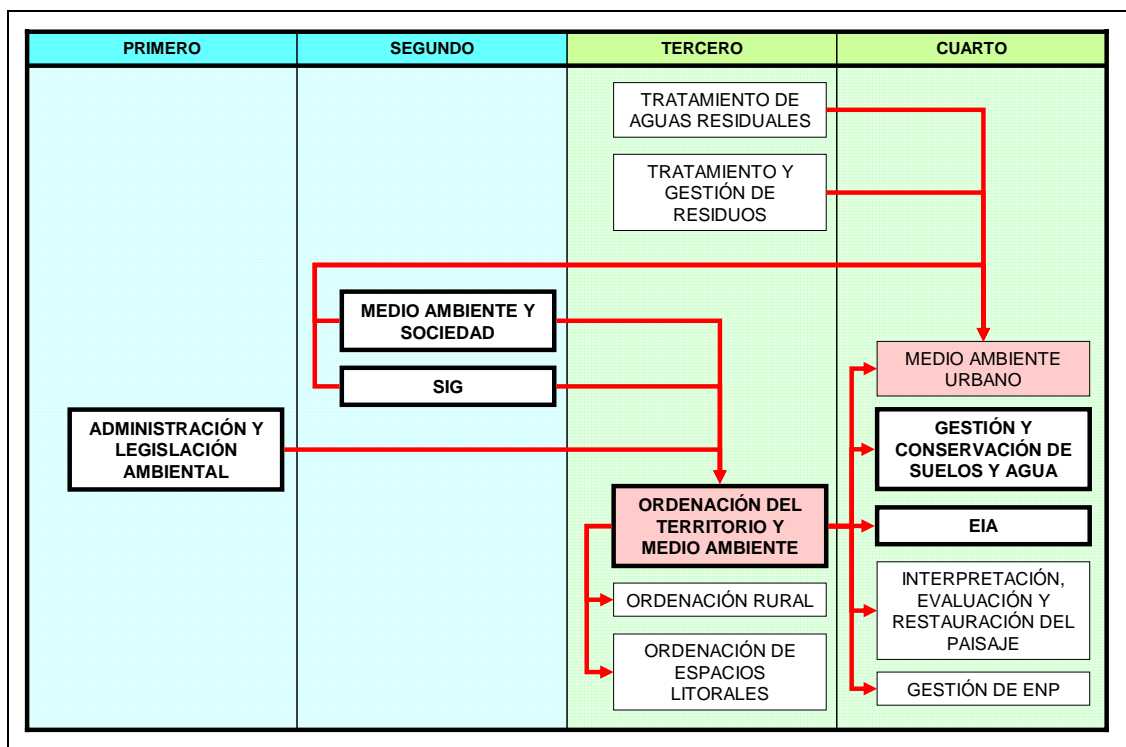 PRIMERO
SEGUNDO
TERCERO
CUARTO
TRATAMIENTO DE
AGUAS RESIDUALES
TRATAMIENTO Y
GESTIÓN DE
RESIDUOS
MEDIO AMBIENTE Y
SOCIEDAD
SIG
ADMINISTRACIÓN Y
LEGISLACIÓN
AMBIENTAL
ORDENACIÓN DEL
TERRITORIO Y
MEDIO AMBIENTE
ORDENACIÓN RURAL
ORDENACIÓN DE
ESPACIOS
LITORALES
MEDIO AMBIENTE
URBANO
GESTIÓN Y
CONSERVACIÓN DE
SUELOS Y AGUA
EIA
INTERPRETACIÓN,
EVALUACIÓN Y
RESTAURACIÓN DEL
PAISAJE
GESTIÓN DE ENP